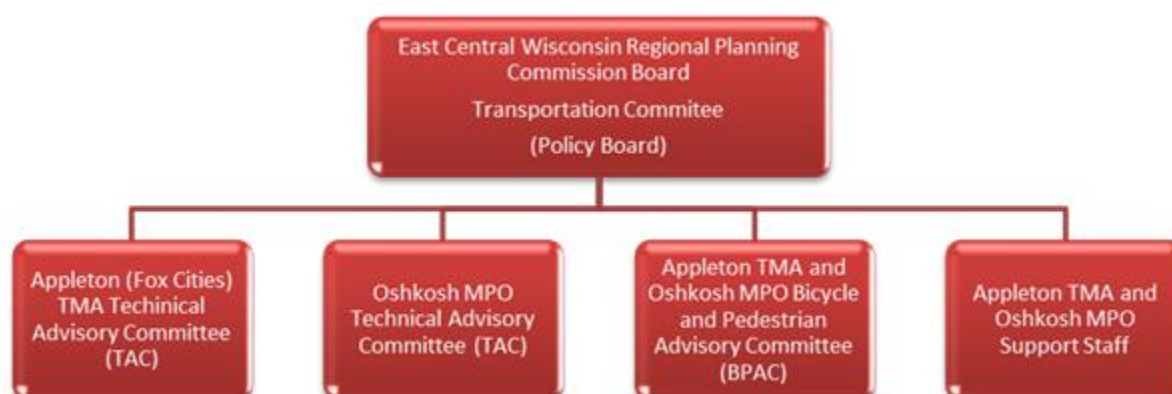 East Central Wisconsin Regional Planning
Commission Board
Transportation Commitee
(Policy Board)
Appleton (Fox Cities)
TMA Techinical
Advisory Committee
(TAC)
Oshkosh MPO
Technical Advisory
Committee (TAC)
Appleton TMA and
Oshkosh MPO Bicycle
and Pedestrian
Advisory Committee
(BPAC)
Appleton TMA and
Oshkosh MPO
Support Staff